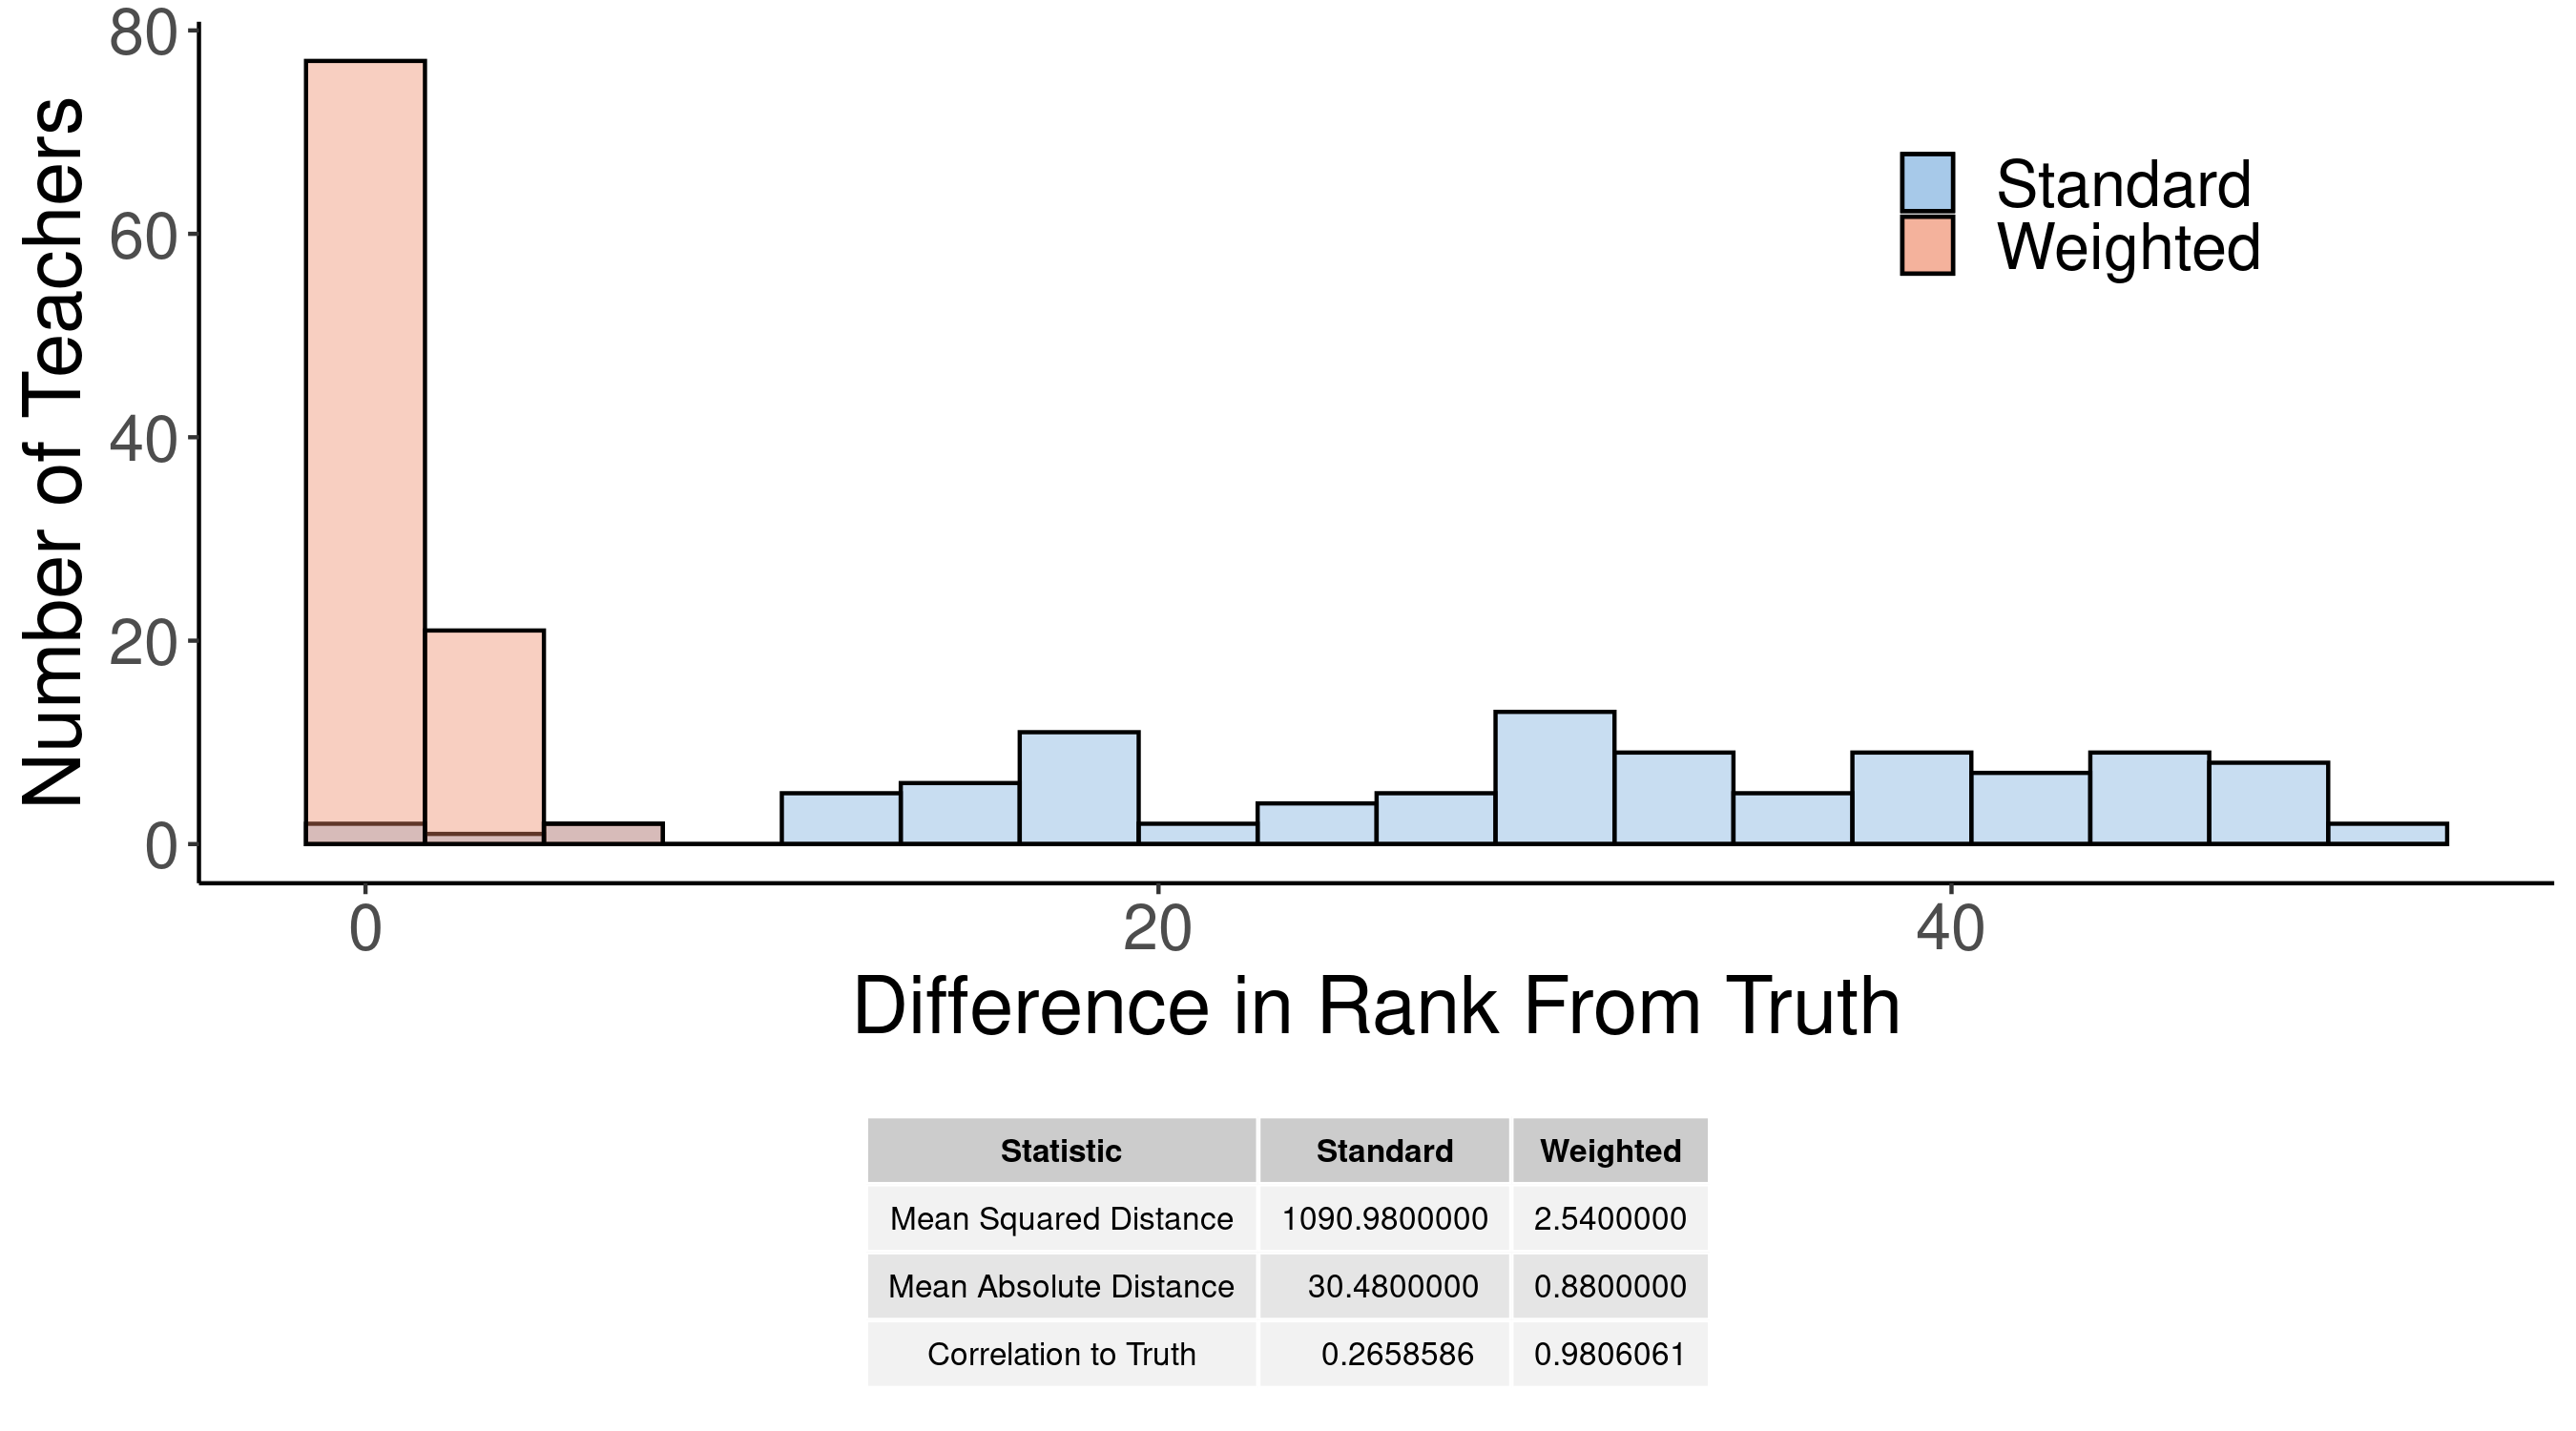 80
60
40
20
0
Number of Teachers
Standard
Weighted
0 20 40
Difference in Rank From Truth
Statistic Standard Weighted
Mean Squared Distance 1090.9800000 2.5400000
Mean Absolute Distance 30.4800000 0.8800000
Correlation to Truth 0.2658586 0.9806061